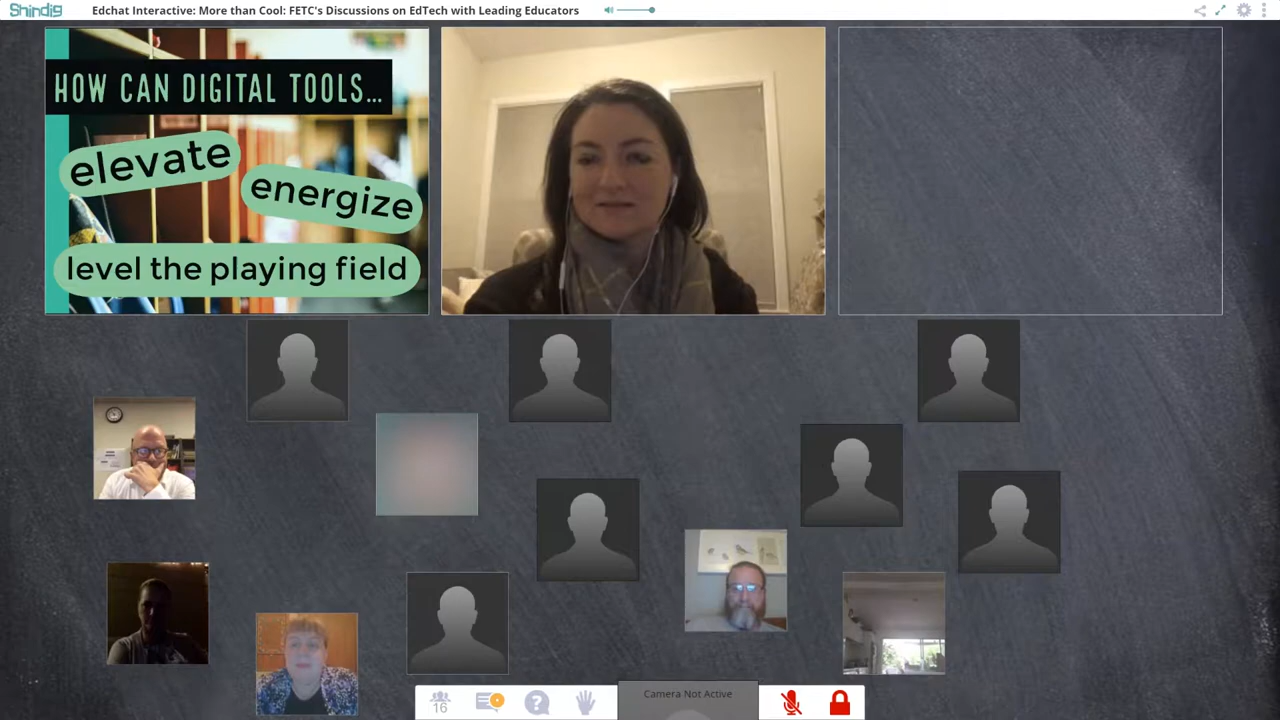 Shindig
Edchat Interactive: More than Cool: FETC's Discussions on EdTech with Leading Educators
HOW CAN DIGITAL TOOLS...
elevate
energize
level the playing field
Camera Not Active
16